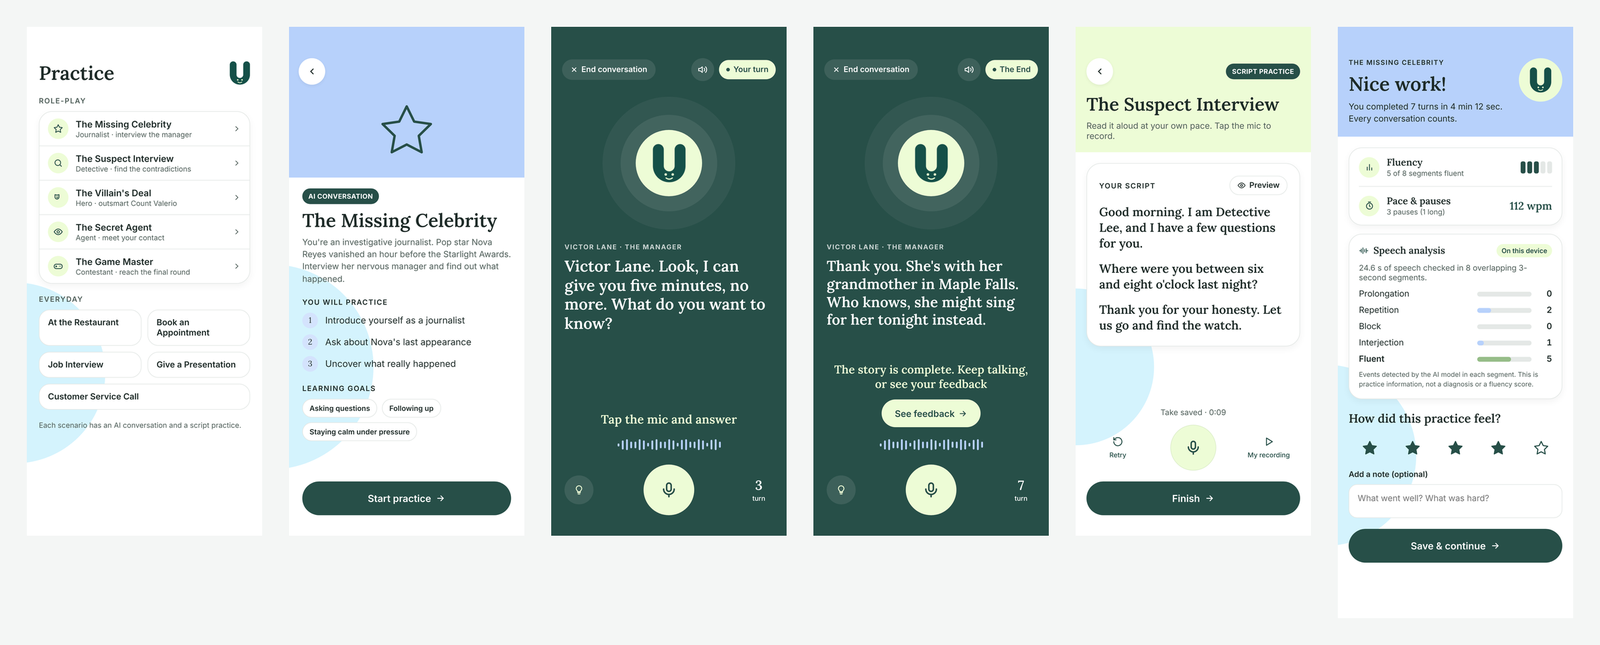 Practice
ROLE-PLAY
The Missing Celebrity
Journalist · interview the manager
The Suspect Interview
Detective · find the contradictions
The Villain's Deal
Hero · outsmart Count Valerio
The Secret Agent
Agent · meet your contact
The Game Master
Contestant · reach the final round
EVERYDAY
At the Restaurant
Book an
Appointment
Job Interview
Give a Presentation
Customer Service Call
Each scenario has an AI conversation and a script practice.
AI CONVERSATION
The Missing Celebrity
You're an investigative journalist. Pop star Nova
Reyes vanished an hour before the Starlight Awards.
Interview her nervous manager and find out what
happened.
YOU WILL PRACTICE
1 Introduce yourself as a journalist
2 Ask about Nova's last appearance
3 Uncover what really happened
LEARNING GOALS
Asking questions
Following up
Staying calm under pressure
Start practice →
× End conversation
• Your turn
VICTOR LANE · THE MANAGER
Victor Lane. Look, I can
give you five minutes, no
more. What do you want to
know?
Tap the mic and answer
3
turn
× End conversation
• The End
VICTOR LANE · THE MANAGER
Thank you. She's with her
grandmother in Maple Falls.
Who knows, she might sing
for her tonight instead.
The story is complete. Keep talking,
or see your feedback
See feedback →
7
turn
SCRIPT PRACTICE
The Suspect Interview
Read it aloud at your own pace. Tap the mic to
record.
YOUR SCRIPT
Preview
Good morning. I am Detective
Lee, and I have a few questions
for you.
Where were you between six
and eight o'clock last night?
Thank you for your honesty. Let
us go and find the watch.
Take saved · 0:09
Retry
My recording
Finish →
THE MISSING CELEBRITY
Nice work!
You completed 7 turns in 4 min 12 sec.
Every conversation counts.
Fluency
5 of 8 segments fluent
Pace & pauses
3 pauses (1 long)
112 wpm
Speech analysis
On this device
24.6 s of speech checked in 8 overlapping 3-
second segments.
Prolongation 0
Repetition 2
Block 0
Interjection 1
Fluent 5
Events detected by the AI model in each segment. This is
practice information, not a diagnosis or a fluency score.
How did this practice feel?
Add a note (optional)
What went well? What was hard?
Save & continue →